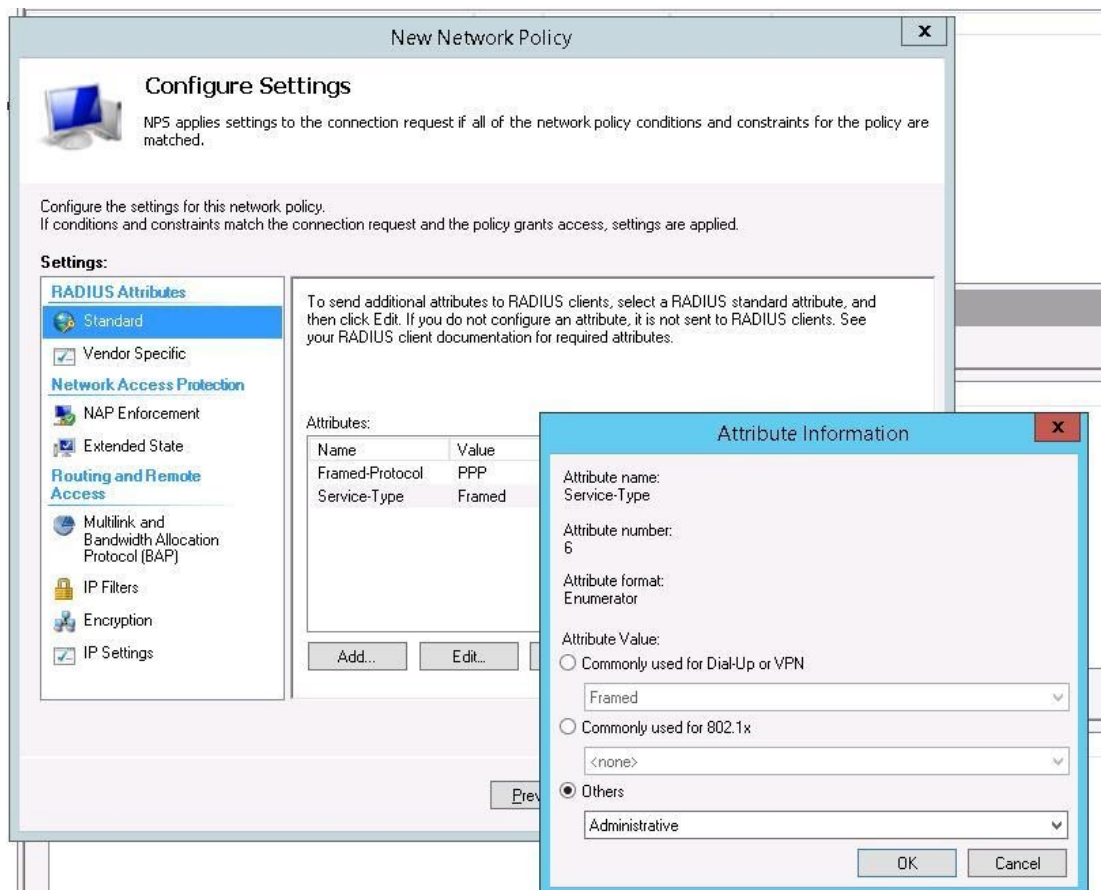 New Network Policy
x
Configure Settings
NPS applies settings to the connection request if all of the network policy conditions and constraints for the policy are
matched.
Configure the settings for this network policy.
If conditions and constraints match the connection request and the policy grants access, settings are applied.
Settings:
RADIUS Attributes
Standard
Vendor Specific
Network Access Protection
NAP Enforcement
Extended State
Routing and Remote
Access
Multilink and
Bandwidth Allocation
Protocol (BAP)
IP Filters
Encryption
IP Settings
To send additional attributes to RADIUS clients, select a RADIUS standard attribute, and
then click Edit. If you do not configure an attribute, it is not sent to RADIUS clients. See
your RADIUS client documentation for required attributes.
Attributes:
Name Value
Framed-Protocol PPP
Service-Type Framed
Add... Edit...
Prev
Attribute Information
x
Attribute name:
Service-Type
Attribute number:
6
Attribute format:
Enumerator
Attribute Value:
Commonly used for Dial-Up or VPN
Framed
Commonly used for 802.1x
<none>
Others
Administrative
OK Cancel